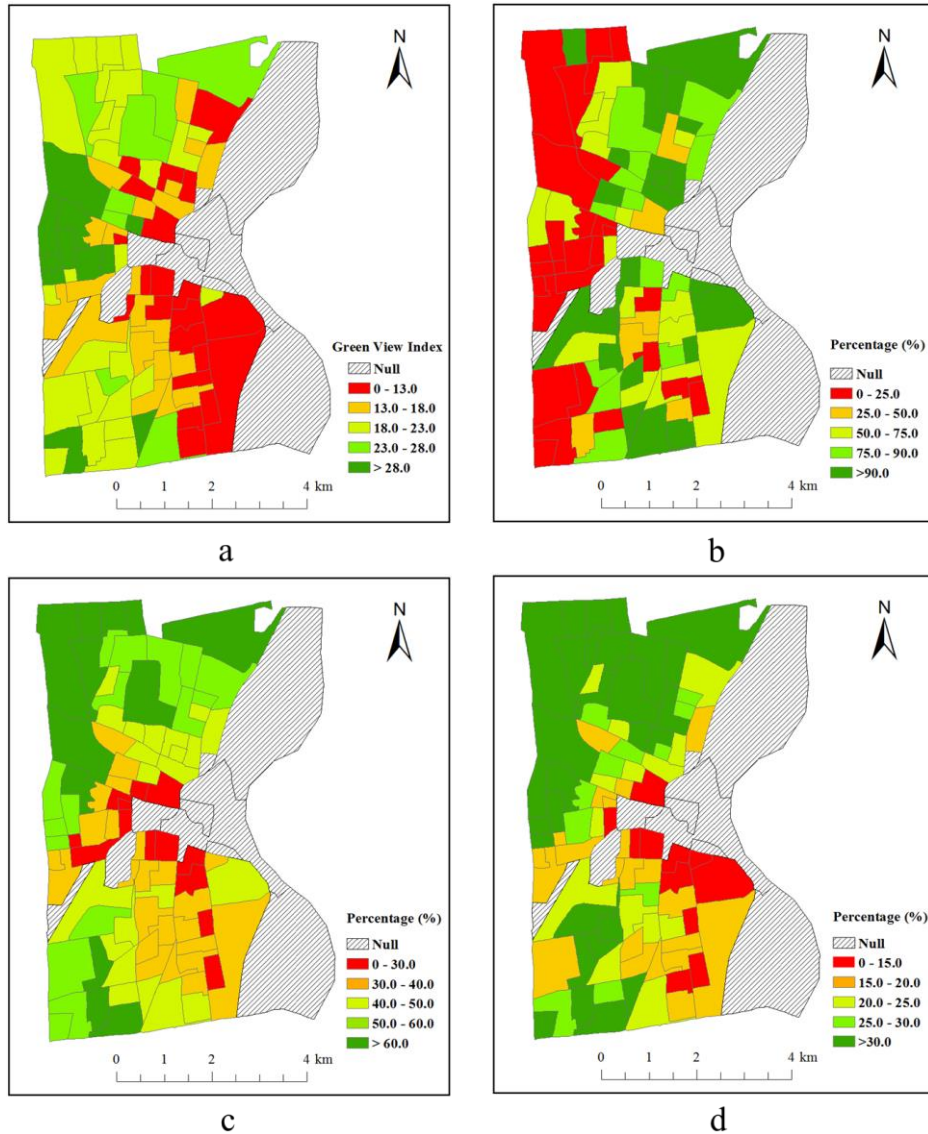 N
Green View Index
Null
0 - 13.0
13.0 - 18.0
18.0 - 23.0
23.0 - 28.0
> 28.0
0 1 2 4 km
a
N
Percentage (%)
Null
0 - 25.0
25.0 - 50.0
50.0 - 75.0
75.0 - 90.0
>90.0
0 1 2 4 km
b
N
Percentage (%)
Null
0 - 30.0
30.0 - 40.0
40.0 - 50.0
50.0 - 60.0
> 60.0
0 1 2 4 km
c
N
Percentage (%)
Null
0 - 15.0
15.0 - 20.0
20.0 - 25.0
25.0 - 30.0
>30.0
0 1 2 4 km
d